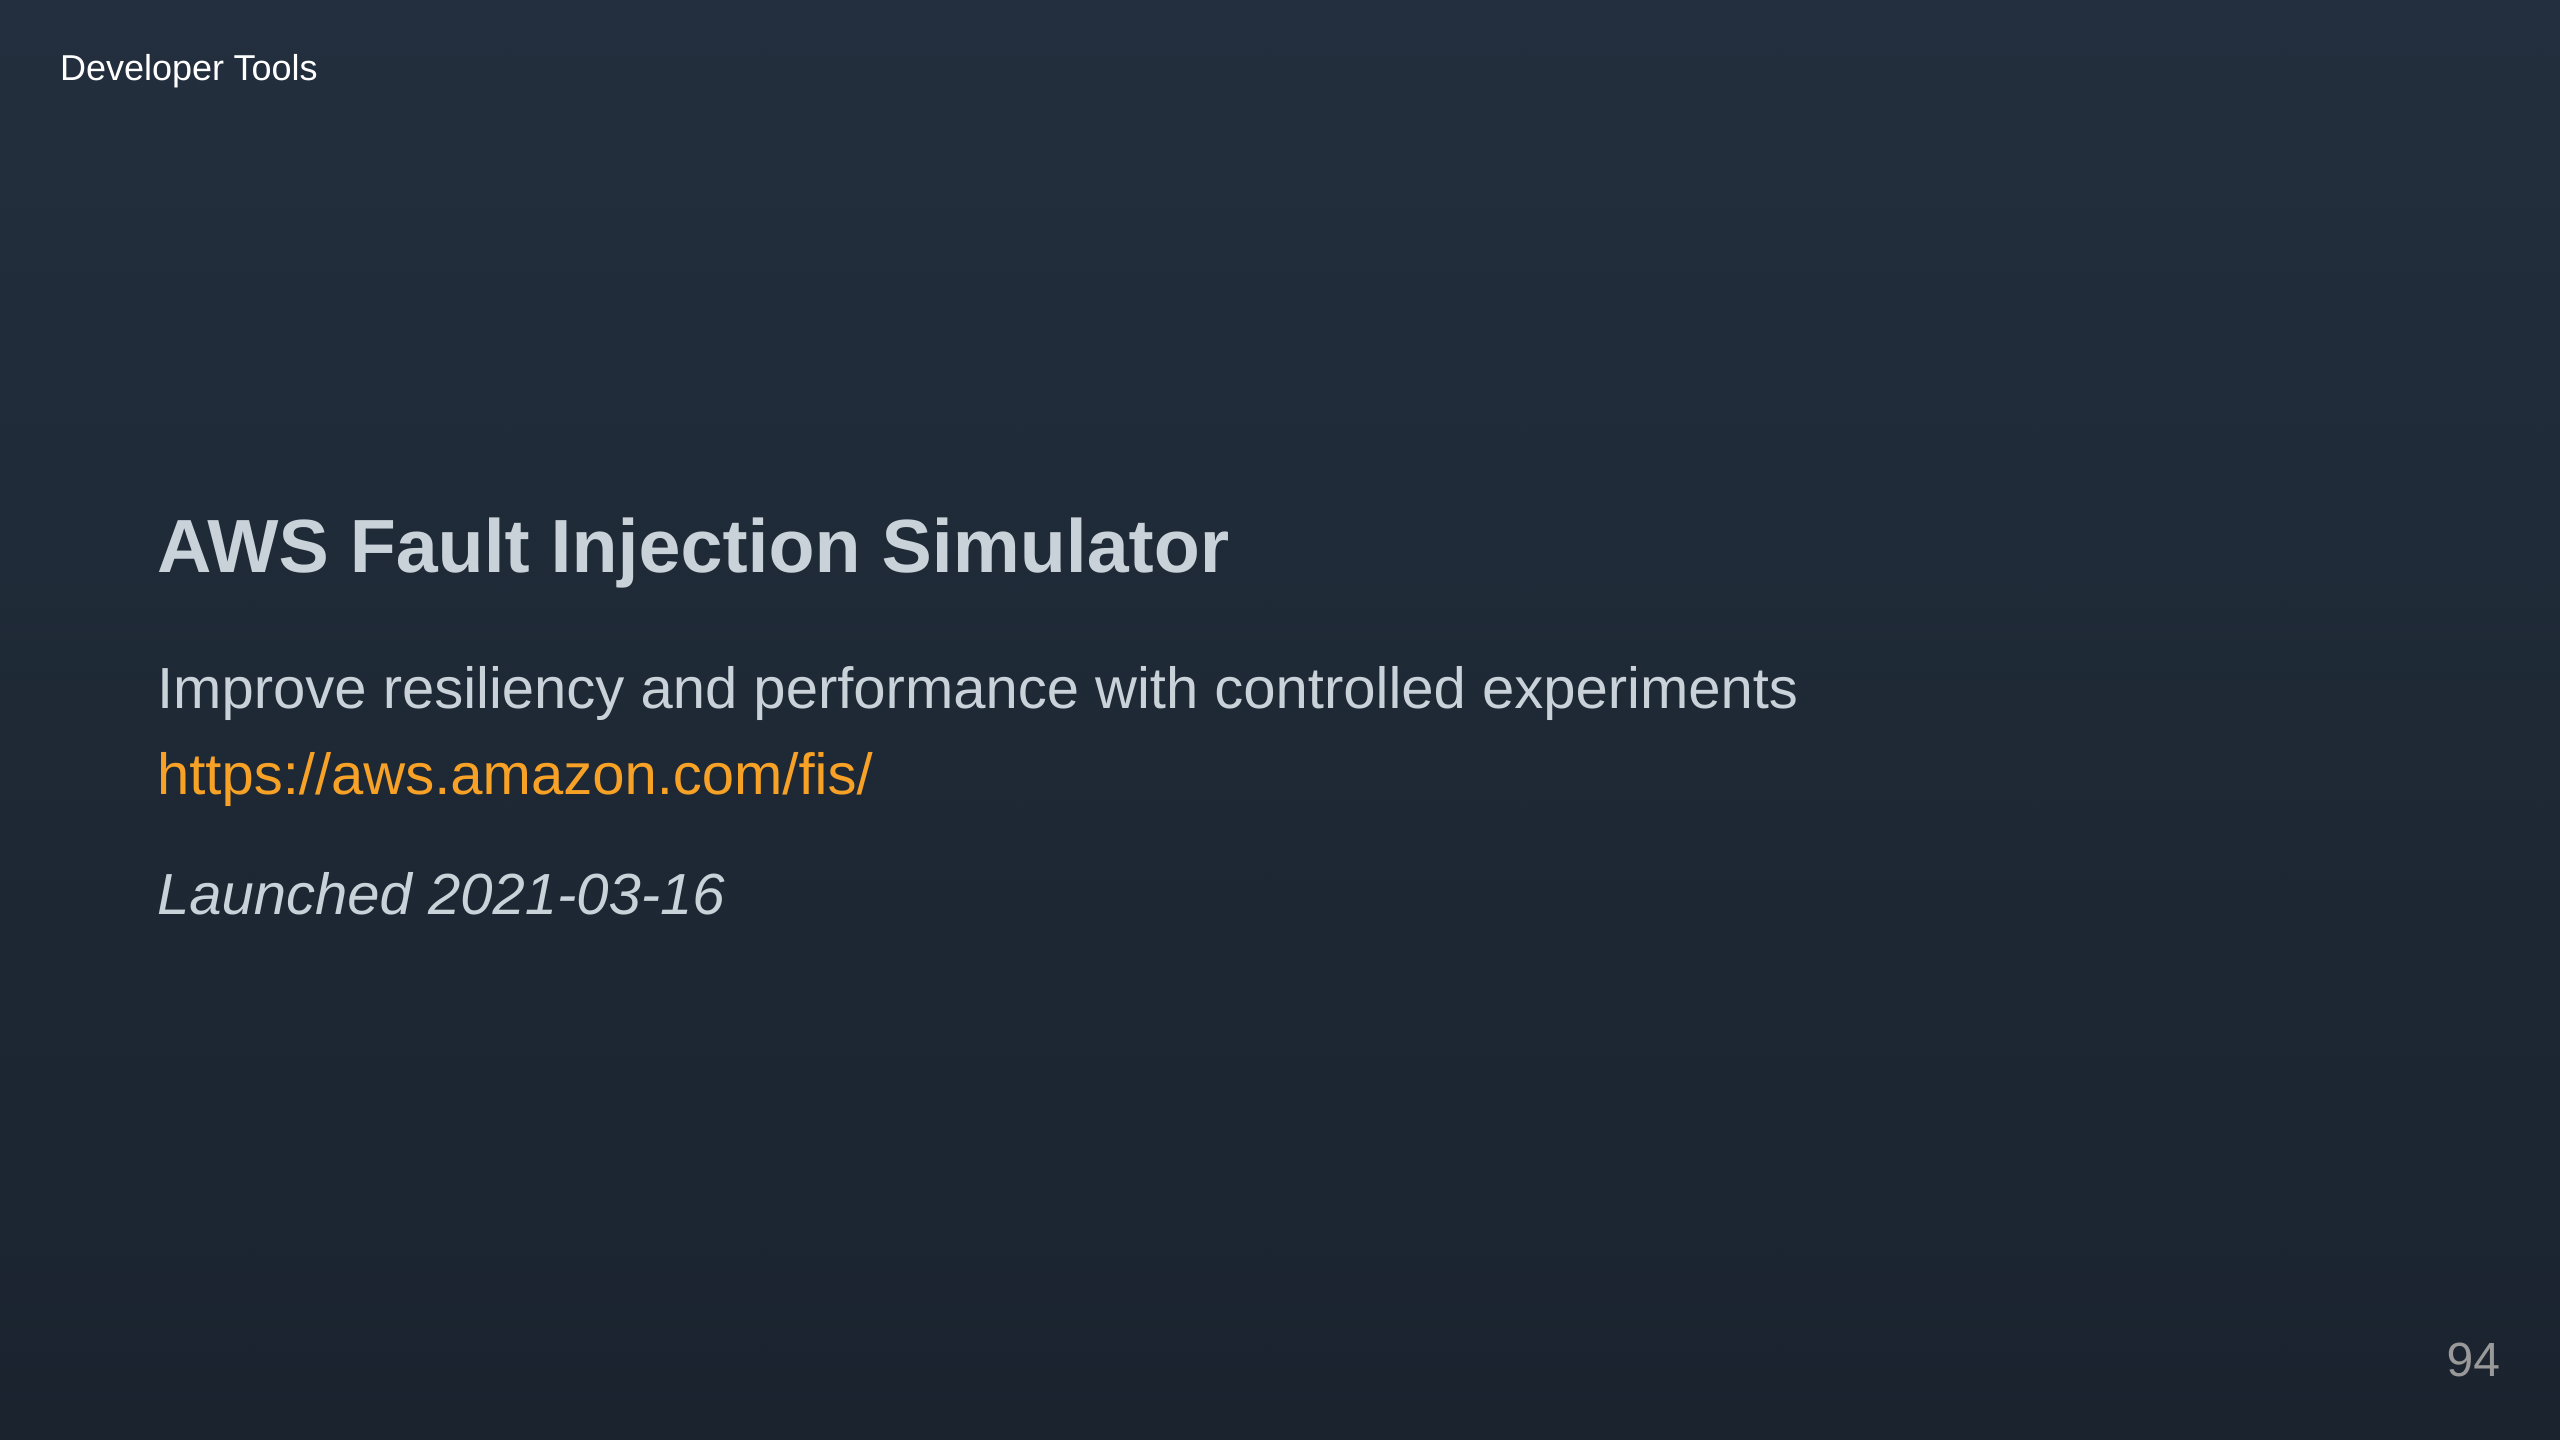 Developer Tools
AWS Fault Injection Simulator
Improve resiliency and performance with controlled experiments
https://aws.amazon.com/fis/
Launched 2021-03-16
94